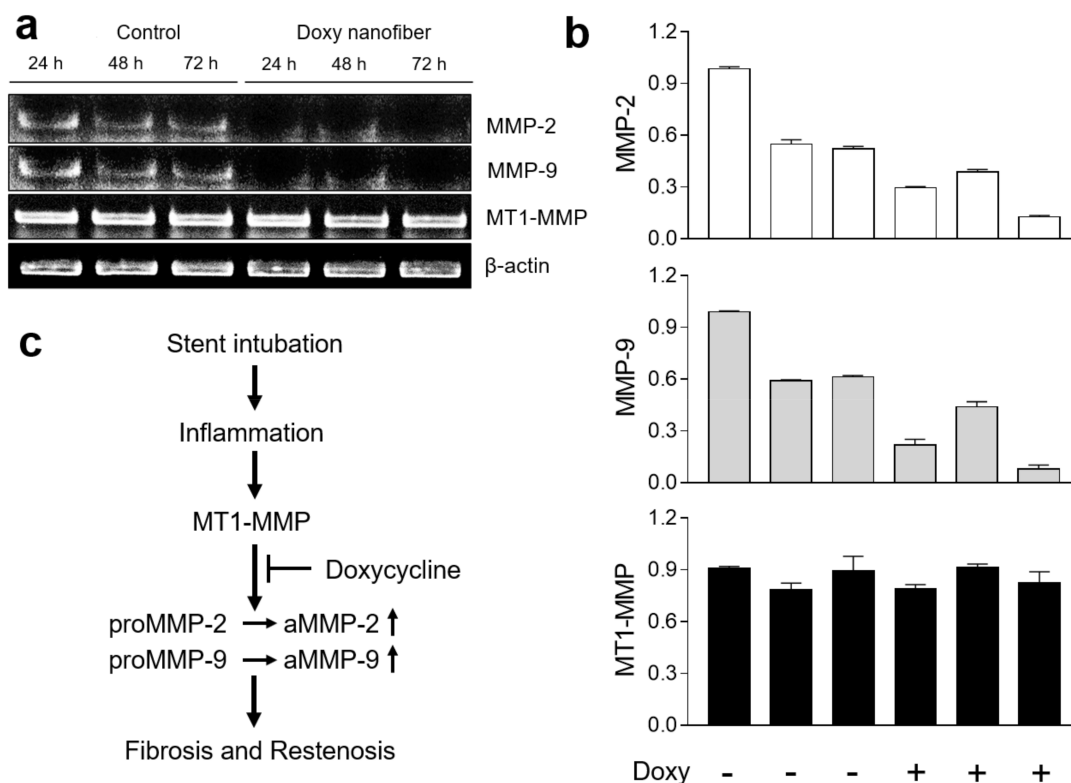 a
Control Doxy nanofiber
24 h 48 h 72 h 24 h 48 h 72 h
MMP-2
MMP-9
MT1-MMP
β-actin
b
MMP-2
1.2
0.9
0.6
0.3
0.0
MMP-9
1.2
0.9
0.6
0.3
0.0
MT1-MMP
1.2
0.9
0.6
0.3
0.0
Doxy - - - + + +
c
Stent intubation
Inflammation
MT1-MMP
Doxycycline
proMMP-2 → aMMP-2 ↑
proMMP-9 → aMMP-9 ↑
Fibrosis and Restenosis